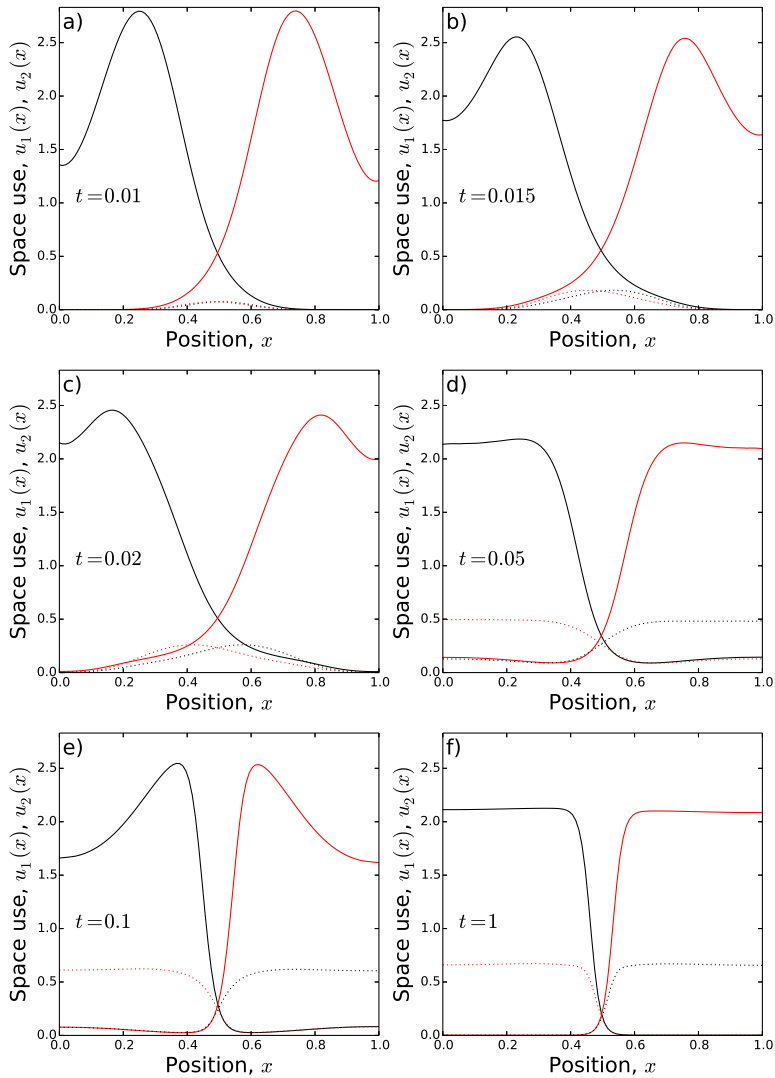 a)
Space use, u₁(x), u₂(x)
2.5
2.0
1.5
1.0
0.5
0.0
t=0.01
0.0 0.2 0.4 0.6 0.8 1.0
Position, x
b)
Space use, u₁(x), u₂(x)
2.5
2.0
1.5
1.0
0.5
0.0
t=0.015
0.0 0.2 0.4 0.6 0.8 1.0
Position, x
c)
Space use, u₁(x), u₂(x)
2.5
2.0
1.5
1.0
0.5
0.0
t=0.02
0.0 0.2 0.4 0.6 0.8 1.0
Position, x
d)
Space use, u₁(x), u₂(x)
2.5
2.0
1.5
1.0
0.5
0.0
t=0.05
0.0 0.2 0.4 0.6 0.8 1.0
Position, x
e)
Space use, u₁(x), u₂(x)
2.5
2.0
1.5
1.0
0.5
0.0
t=0.1
0.0 0.2 0.4 0.6 0.8 1.0
Position, x
f)
Space use, u₁(x), u₂(x)
2.5
2.0
1.5
1.0
0.5
0.0
t=1
0.0 0.2 0.4 0.6 0.8 1.0
Position, x